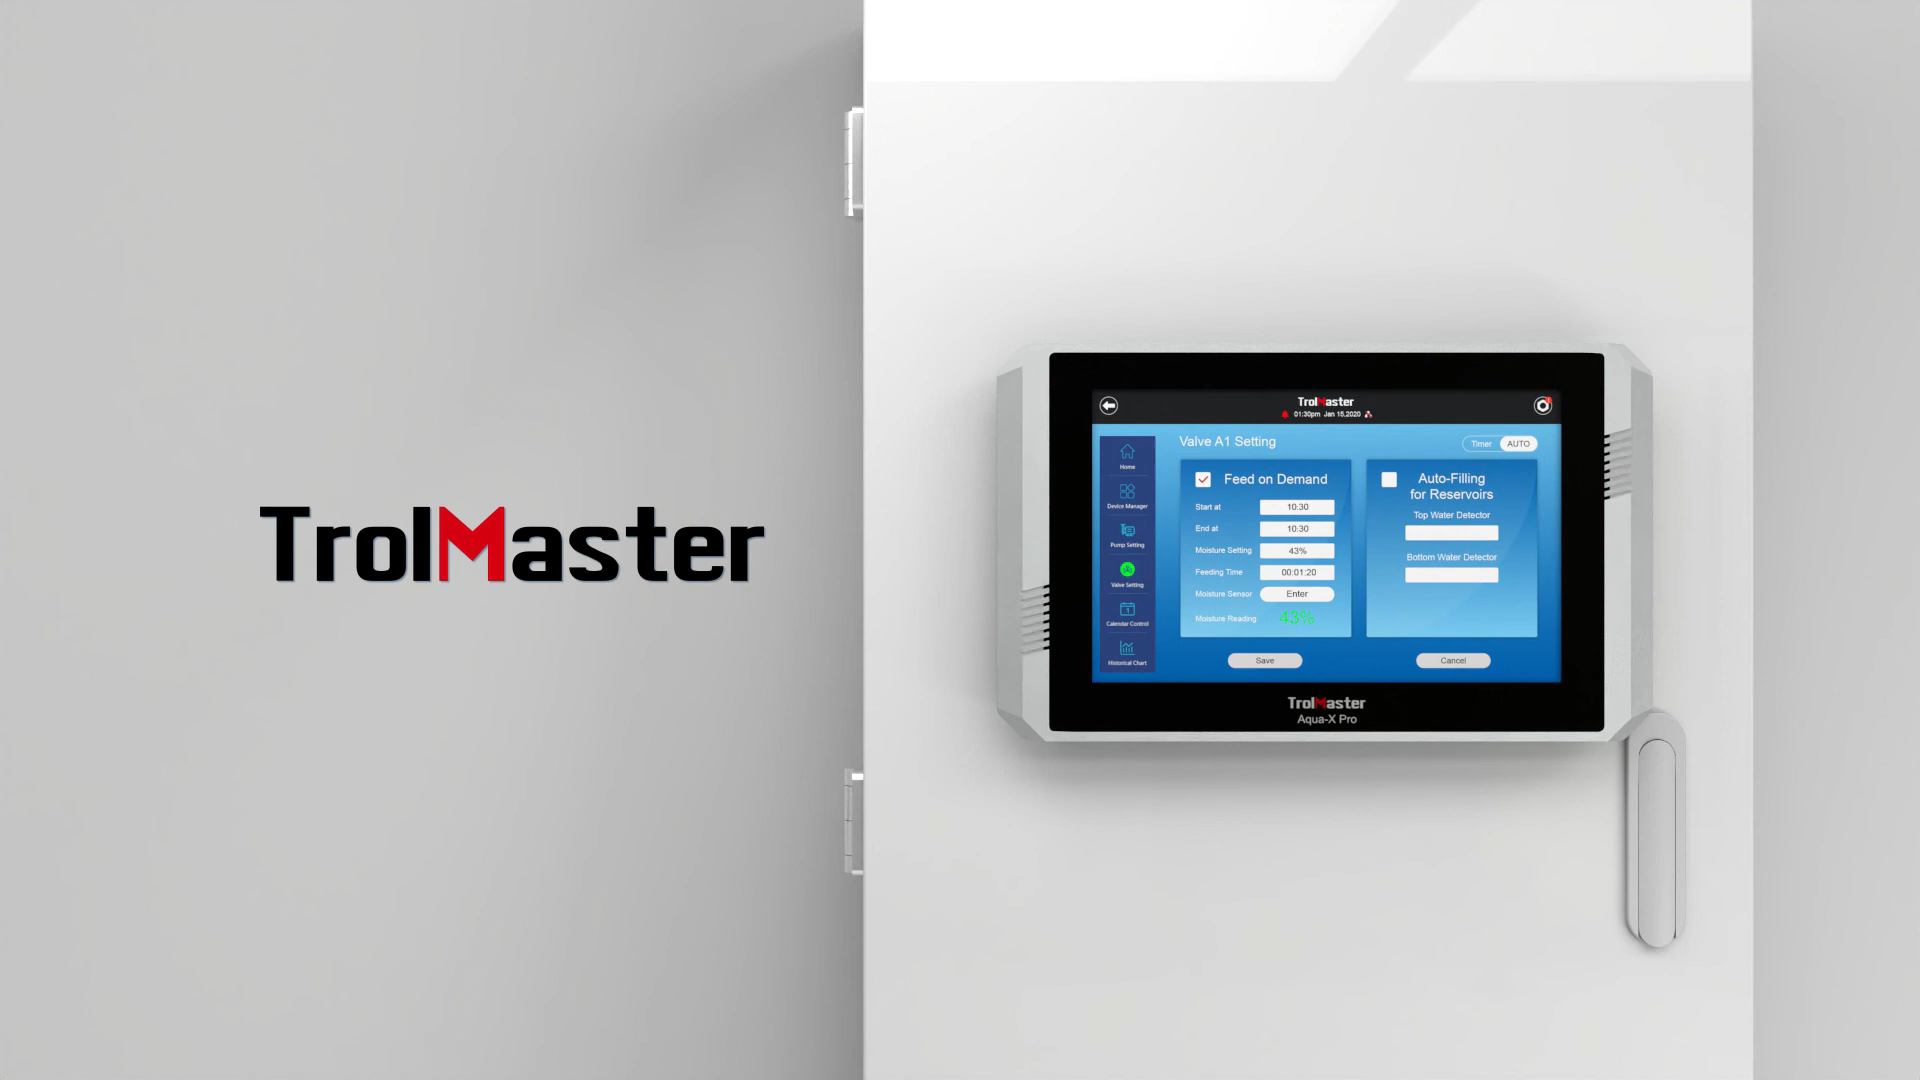 TrolMaster
TrolMaster
01:30pm Jan 15,2020
Home
Device Manager
Pump Setting
Valve Setting
1
Calendar Control
Historical Chart
Valve A1 Setting
Timer AUTO
Feed on Demand
Start at 10:30
End at 10:30
Moisture Setting 43%
Feeding Time 00:01:20
Moisture Sensor Enter
Moisture Reading 43%
Save
Auto-Filling
for Reservoirs
Top Water Detector
Bottom Water Detector
Cancel
TrolMaster
Aqua-X Pro